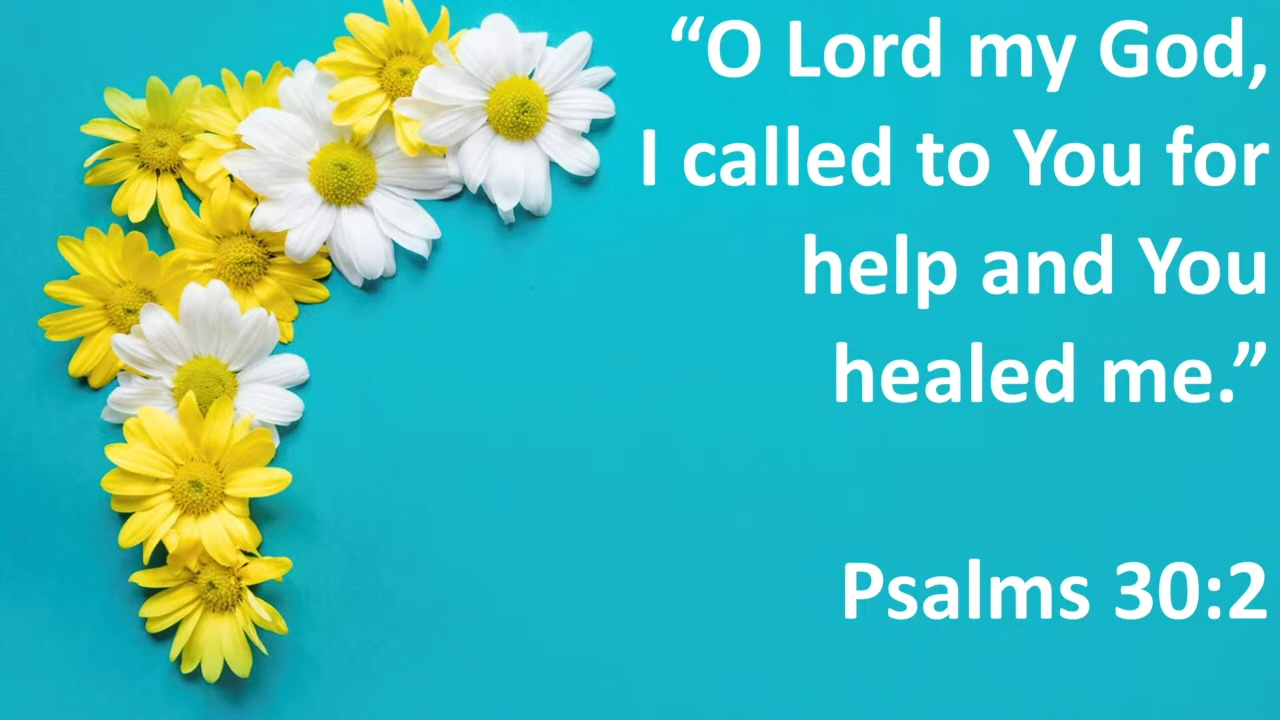 “O Lord my God,
I called to You for
help and You
healed me.”
Psalms 30:2